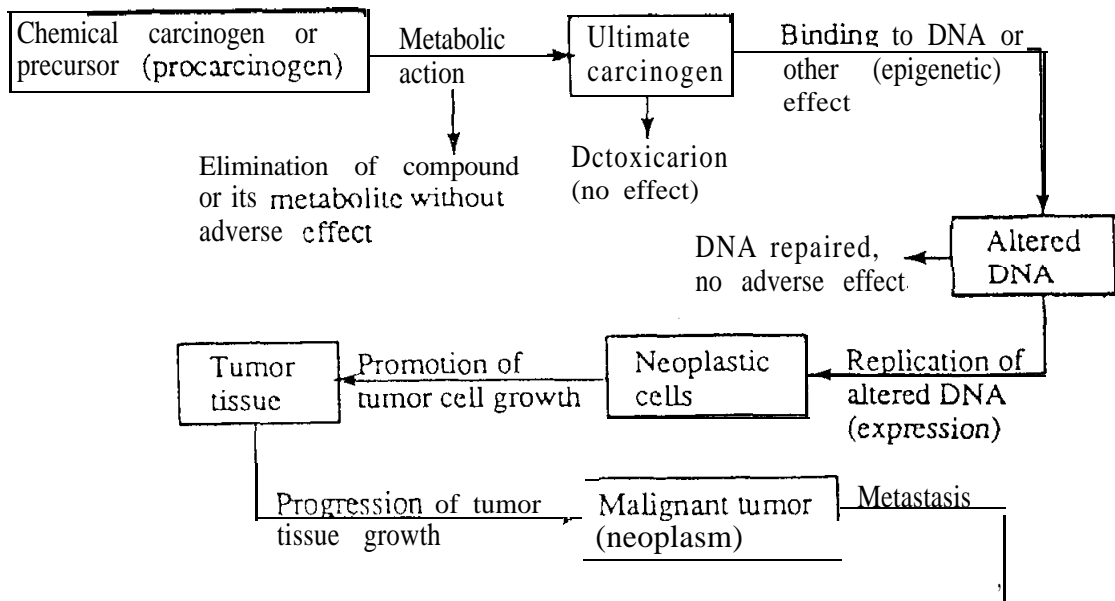 Chemical carcinogen or
precursor (procarcinogen)
Metabolic
action
Ultimate
carcinogen
Binding to DNA or
other (epigenetic)
effect
Elimination of compound
or its metabolite without
adverse effect
Dctoxicarion
(no effect)
Altered
DNA
DNA repaired,
no adverse effect
Replication of
altered DNA
(expression)
Neoplastic
cells
Promotion of
tumor cell growth
Tumor
tissue
Progression of tumor
tissue growth
Malignant tumor
(neoplasm)
Metastasis